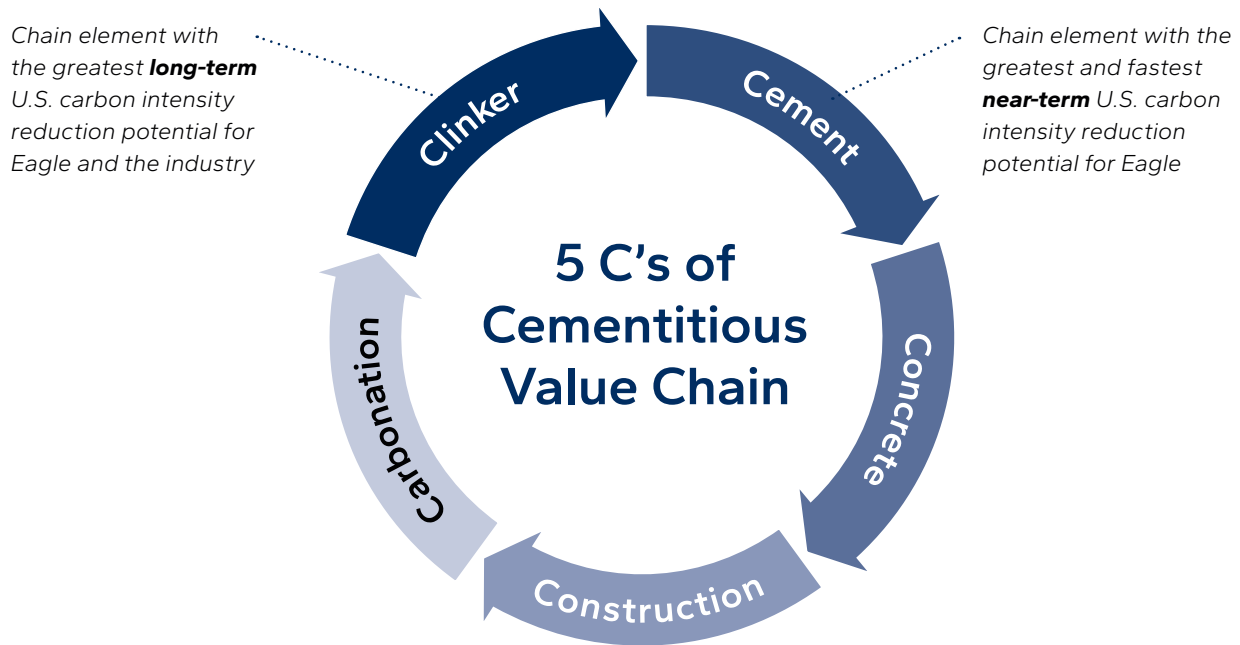 Chain element with
the greatest long-term
U.S. carbon intensity
reduction potential for
Eagle and the industry
Chain element with the
greatest and fastest
near-term U.S. carbon
intensity reduction
potential for Eagle
Clinker
Cement
Concrete
Construction
Carbonation
5 C’s of
Cementitious
Value Chain